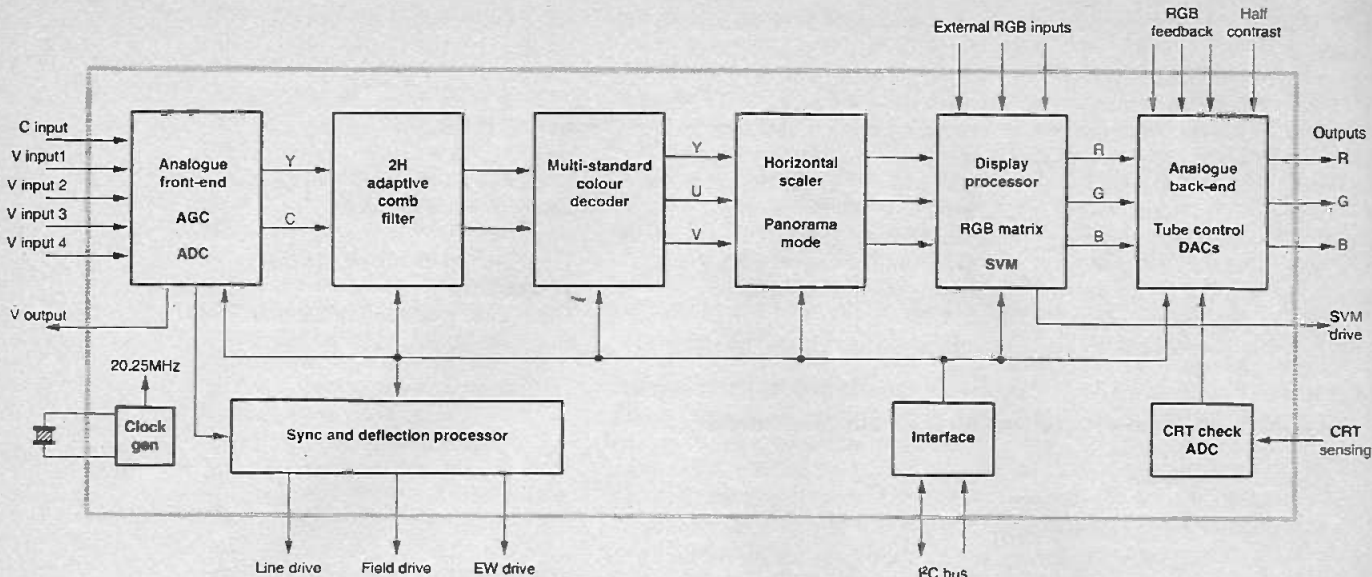 External RGB inputs
RGB
feedback
Half
contrast
C input
V input1
V input 2
V input 3
V input 4
Analogue
front-end
AGC
ADC
Y
C
2H
adaptive
comb
filter
Multi-standard
colour
decoder
Y
U
V
Horizontal
scaler
Panorama
mode
Display
processor
RGB matrix
SVM
R
G
B
Analogue
back-end
Tube control
DACs
Outputs
R
G
B
V output
SVM
drive
20.25MHz
Clock
gen
Sync and deflection processor
Interface
CRT check
ADC
CRT
sensing
Line drive
Field drive
EW drive
I²C bus